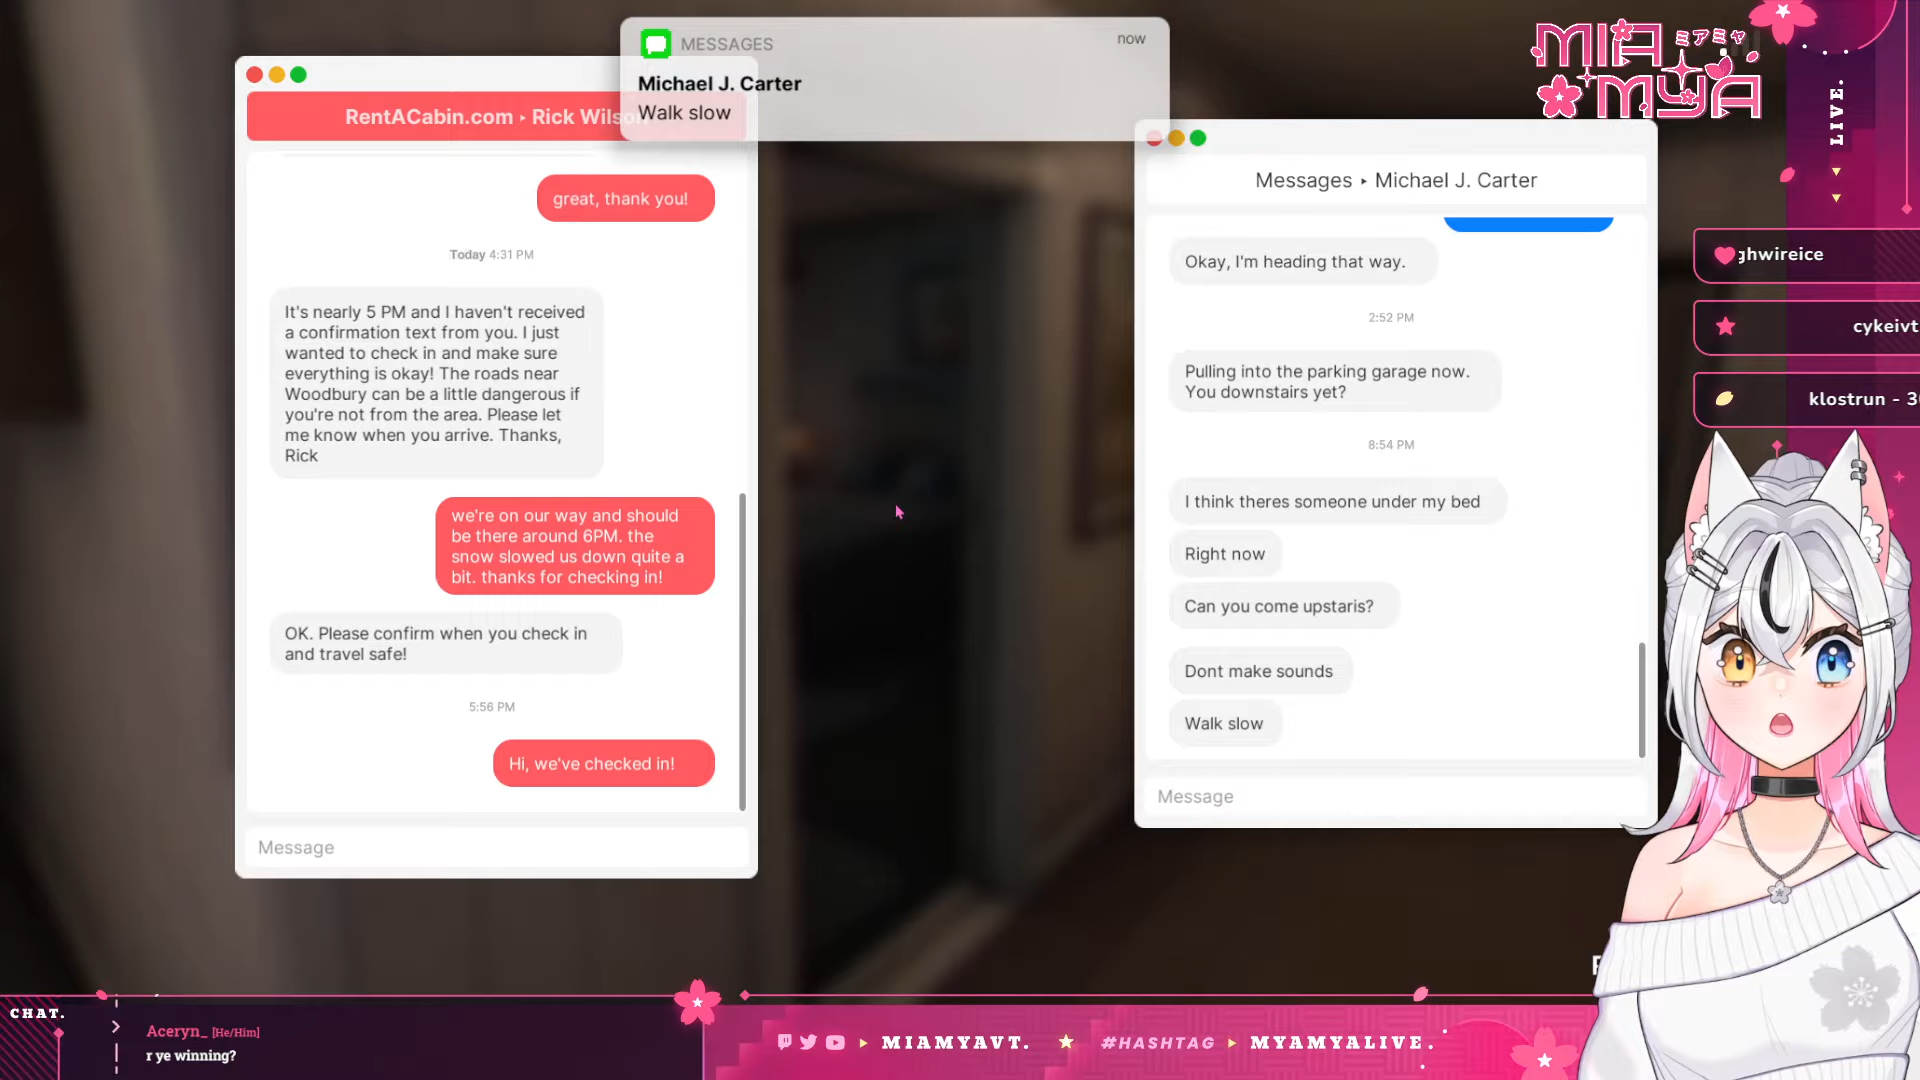 MESSAGES
now
Michael J. Carter
Walk slow
RentACabin.com ▸ Rick Wils
great, thank you!
Today 4:31 PM
It's nearly 5 PM and I haven't received
a confirmation text from you. I just
wanted to check in and make sure
everything is okay! The roads near
Woodbury can be a little dangerous if
you're not from the area. Please let
me know when you arrive. Thanks,
Rick
we're on our way and should
be there around 6PM. the
snow slowed us down quite a
bit. thanks for checking in!
OK. Please confirm when you check in
and travel safe!
5:56 PM
Hi, we've checked in!
Message
Messages ▸ Michael J. Carter
Okay, I'm heading that way.
2:52 PM
Pulling into the parking garage now.
You downstairs yet?
8:54 PM
I think theres someone under my bed
Right now
Can you come upstaris?
Dont make sounds
Walk slow
Message
MIA ミアミャ
MYA
LIVE.
ghwireice
cykeivt
klostrun - 3
CHAT.
Aceryn_ [He/Him]
r ye winning?
MIAMYAVT.
#HASHTAG
MYAMYALIVE.